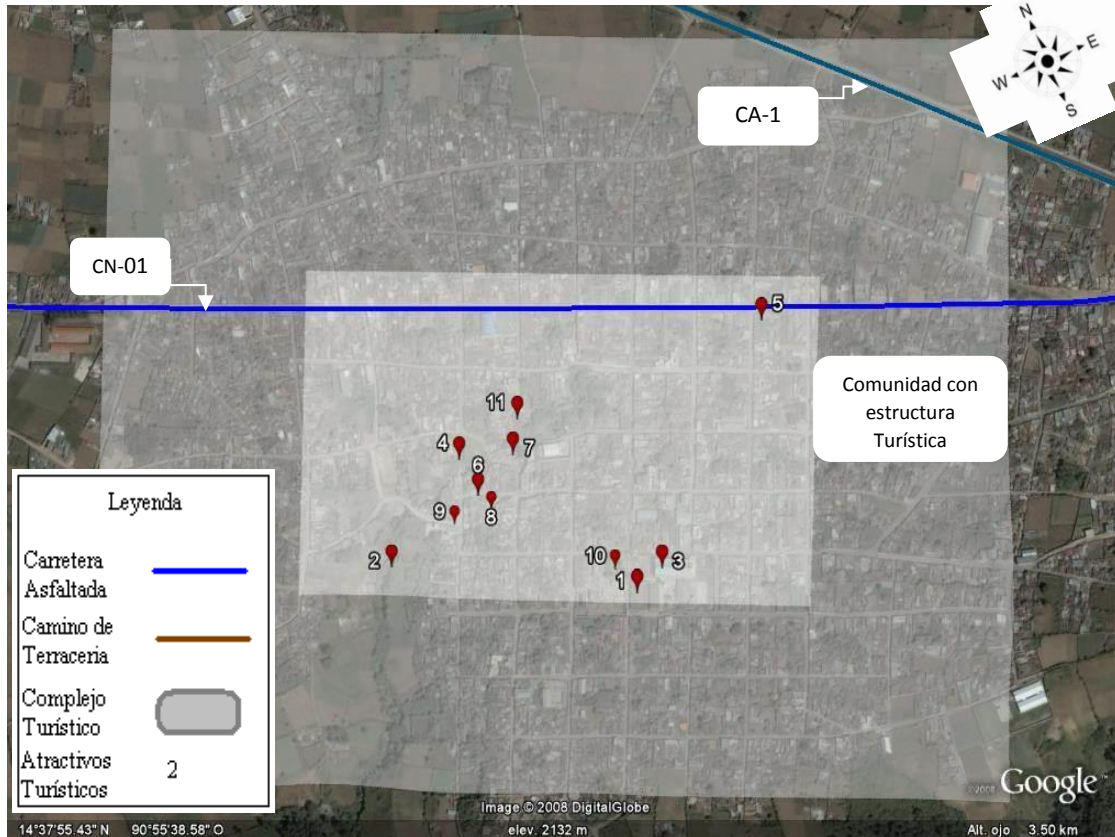 N
E
W
S
CA-1
CN-01
5
Comunidad con
estructura
Turística
11
4
7
6
8
9
2
10
1
3
Leyenda
Carretera
Asfaltada
Camino de
Terraceria
Complejo
Turístico
Atractivos
Turísticos
2
©2008 Google
Image © 2008 DigitalGlobe
14°37'55.43" N 90°55'38.58" O elev. 2132 m Alt. ojo 3.50 km